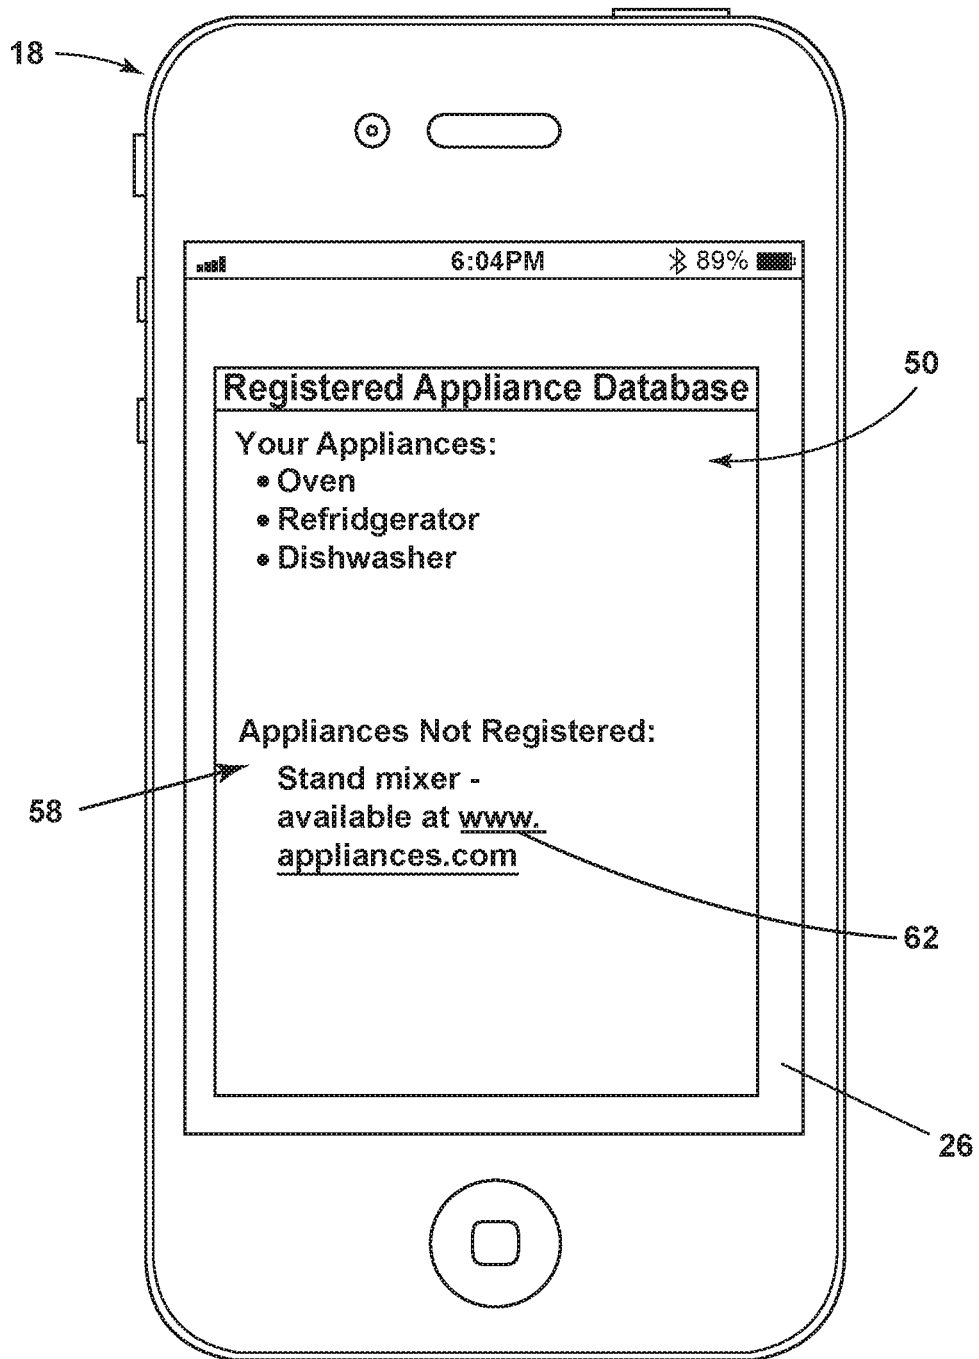 18
6:04PM 89%
50
Registered Appliance Database
Your Appliances:
• Oven
• Refridgerator
• Dishwasher
Appliances Not Registered:
58
Stand mixer -
available at www.
appliances.com
62
26